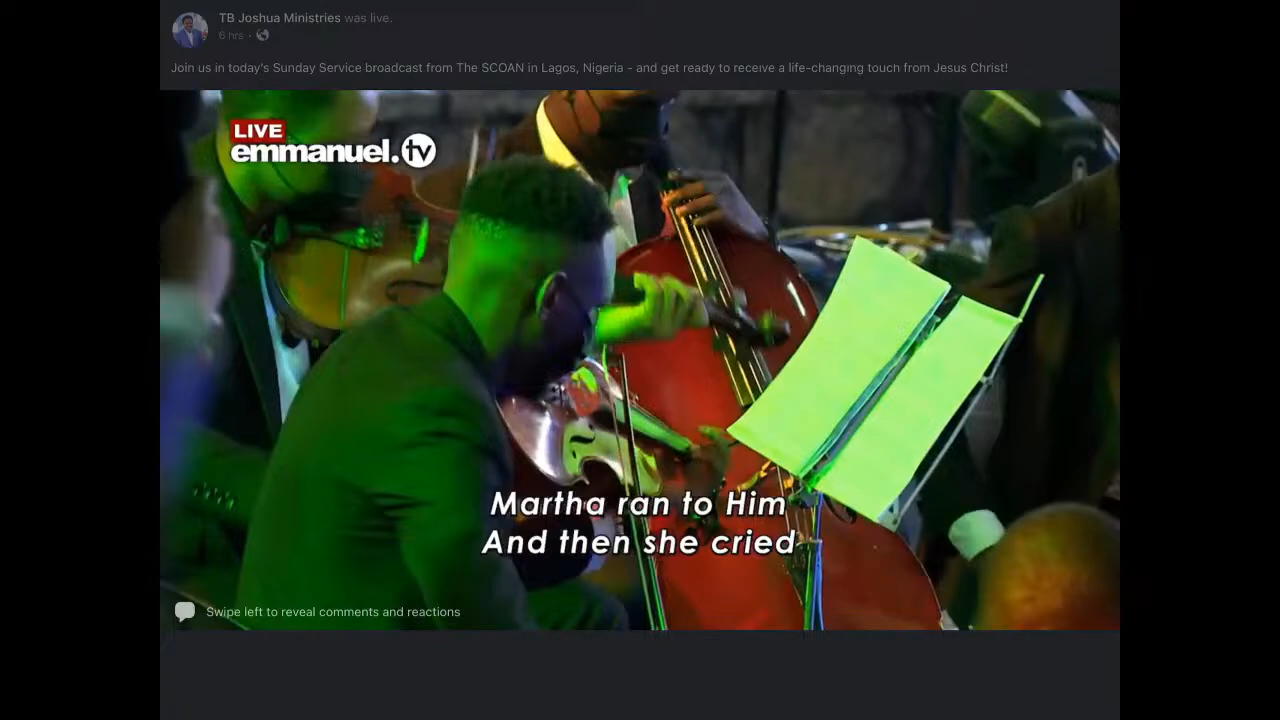 TB Joshua Ministries was live.
6 hrs ·
Join us in today's Sunday Service broadcast from The SCOAN in Lagos, Nigeria - and get ready to receive a life-changing touch from Jesus Christ!
LIVE
emmanuel.tv
Martha ran to Him
And then she cried
Swipe left to reveal comments and reactions